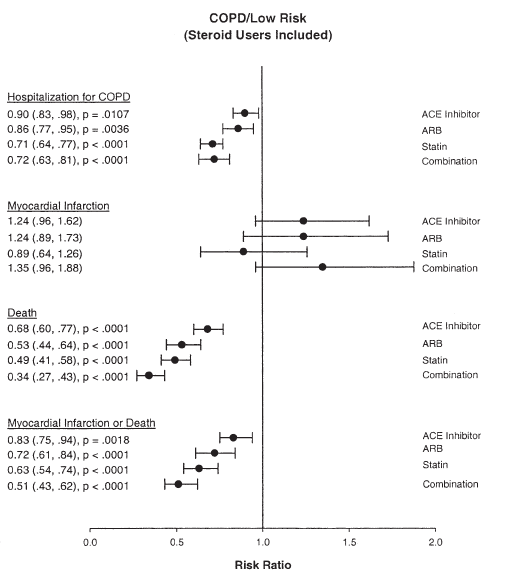 COPD/Low Risk
(Steroid Users Included)
Hospitalization for COPD
0.90 (.83, .98), p = .0107 ACE Inhibitor
0.86 (.77, .95), p = .0036 ARB
0.71 (.64, .77), p < .0001 Statin
0.72 (.63, .81), p < .0001 Combination
Myocardial Infarction
1.24 (.96, 1.62) ACE Inhibitor
1.24 (.89, 1.73) ARB
0.89 (.64, 1.26) Statin
1.35 (.96, 1.88) Combination
Death
0.68 (.60, .77), p < .0001 ACE Inhibitor
0.53 (.44, .64), p < .0001 ARB
0.49 (.41, .58), p < .0001 Statin
0.34 (.27, .43), p < .0001 Combination
Myocardial Infarction or Death
0.83 (.75, .94), p = .0018 ACE Inhibitor
0.72 (.61, .84), p < .0001 ARB
0.63 (.54, .74), p < .0001 Statin
0.51 (.43, .62), p < .0001 Combination
0.0 0.5 1.0 1.5 2.0
Risk Ratio